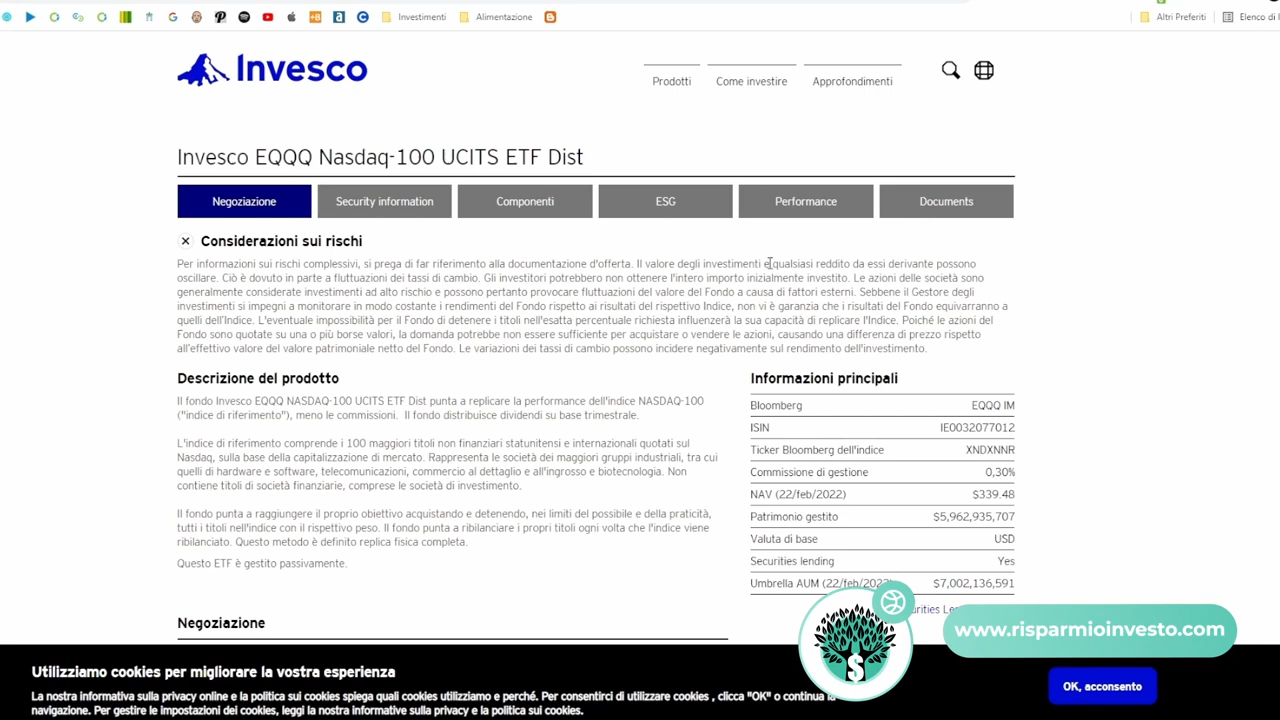 Investimenti
Alimentazione
Altri Preferiti
Elenco di l
Invesco
Prodotti
Come investire
Approfondimenti
Invesco EQQQ Nasdaq-100 UCITS ETF Dist
Negoziazione
Security information
Componenti
ESG
Performance
Documents
Considerazioni sui rischi
Per informazioni sui rischi complessivi, si prega di far riferimento alla documentazione d'offerta. Il valore degli investimenti e qualsiasi reddito da essi derivante possono
oscillare. Ciò è dovuto in parte a fluttuazioni dei tassi di cambio. Gli investitori potrebbero non ottenere l'intero importo inizialmente investito. Le azioni delle società sono
generalmente considerate investimenti ad alto rischio e possono pertanto provocare fluttuazioni del valore del Fondo a causa di fattori esterni. Sebbene il Gestore degli
investimenti si impegni a monitorare in modo costante i rendimenti del Fondo rispetto ai risultati del rispettivo Indice, non vi è garanzia che i risultati del Fondo equivarranno a
quelli dell'Indice. L'eventuale impossibilità per il Fondo di detenere i titoli nell'esatta percentuale richiesta influenzerà la sua capacità di replicare l'Indice. Poiché le azioni del
Fondo sono quotate su una o più borse valori, la domanda potrebbe non essere sufficiente per acquistare o vendere le azioni, causando una differenza di prezzo rispetto
all'effettivo valore del valore patrimoniale netto del Fondo. Le variazioni dei tassi di cambio possono incidere negativamente sul rendimento dell'investimento.
Descrizione del prodotto
Il fondo Invesco EQQQ NASDAQ-100 UCITS ETF Dist punta a replicare la performance dell'indice NASDAQ-100
("indice di riferimento"), meno le commissioni. Il fondo distribuisce dividendi su base trimestrale.
L'indice di riferimento comprende i 100 maggiori titoli non finanziari statunitensi e internazionali quotati sul
Nasdaq, sulla base della capitalizzazione di mercato. Rappresenta le società dei maggiori gruppi industriali, tra cui
quelli di hardware e software, telecomunicazioni, commercio al dettaglio e all'ingrosso e biotecnologia. Non
contiene titoli di società finanziarie, comprese le società di investimento.
Il fondo punta a raggiungere il proprio obiettivo acquistando e detenendo, nei limiti del possibile e della praticità,
tutti i titoli nell'indice con il rispettivo peso. Il fondo punta a ribilanciare i propri titoli ogni volta che l'indice viene
ribilanciato. Questo metodo è definito replica fisica completa.
Questo ETF è gestito passivamente.
Informazioni principali
Bloomberg EQQQ IM
ISIN IE0032077012
Ticker Bloomberg dell'indice XNDXNNR
Commissione di gestione 0,30%
NAV (22/feb/2022) $339.48
Patrimonio gestito $5,962,935,707
Valuta di base USD
Securities lending Yes
Umbrella AUM (22/feb/2022) $7,002,136,591
Negoziazione
www.risparmioinvesto.com
Utilizziamo cookies per migliorare la vostra esperienza
La nostra informativa sulla privacy online e la politica sui cookies spiega quali cookies utilizziamo e perché. Per consentirci di utilizzare cookies , clicca "OK" o continua la
navigazione. Per gestire le impostazioni dei cookies, leggi la nostra informative sulla privacy e la politica sui cookies.
OK, acconsento